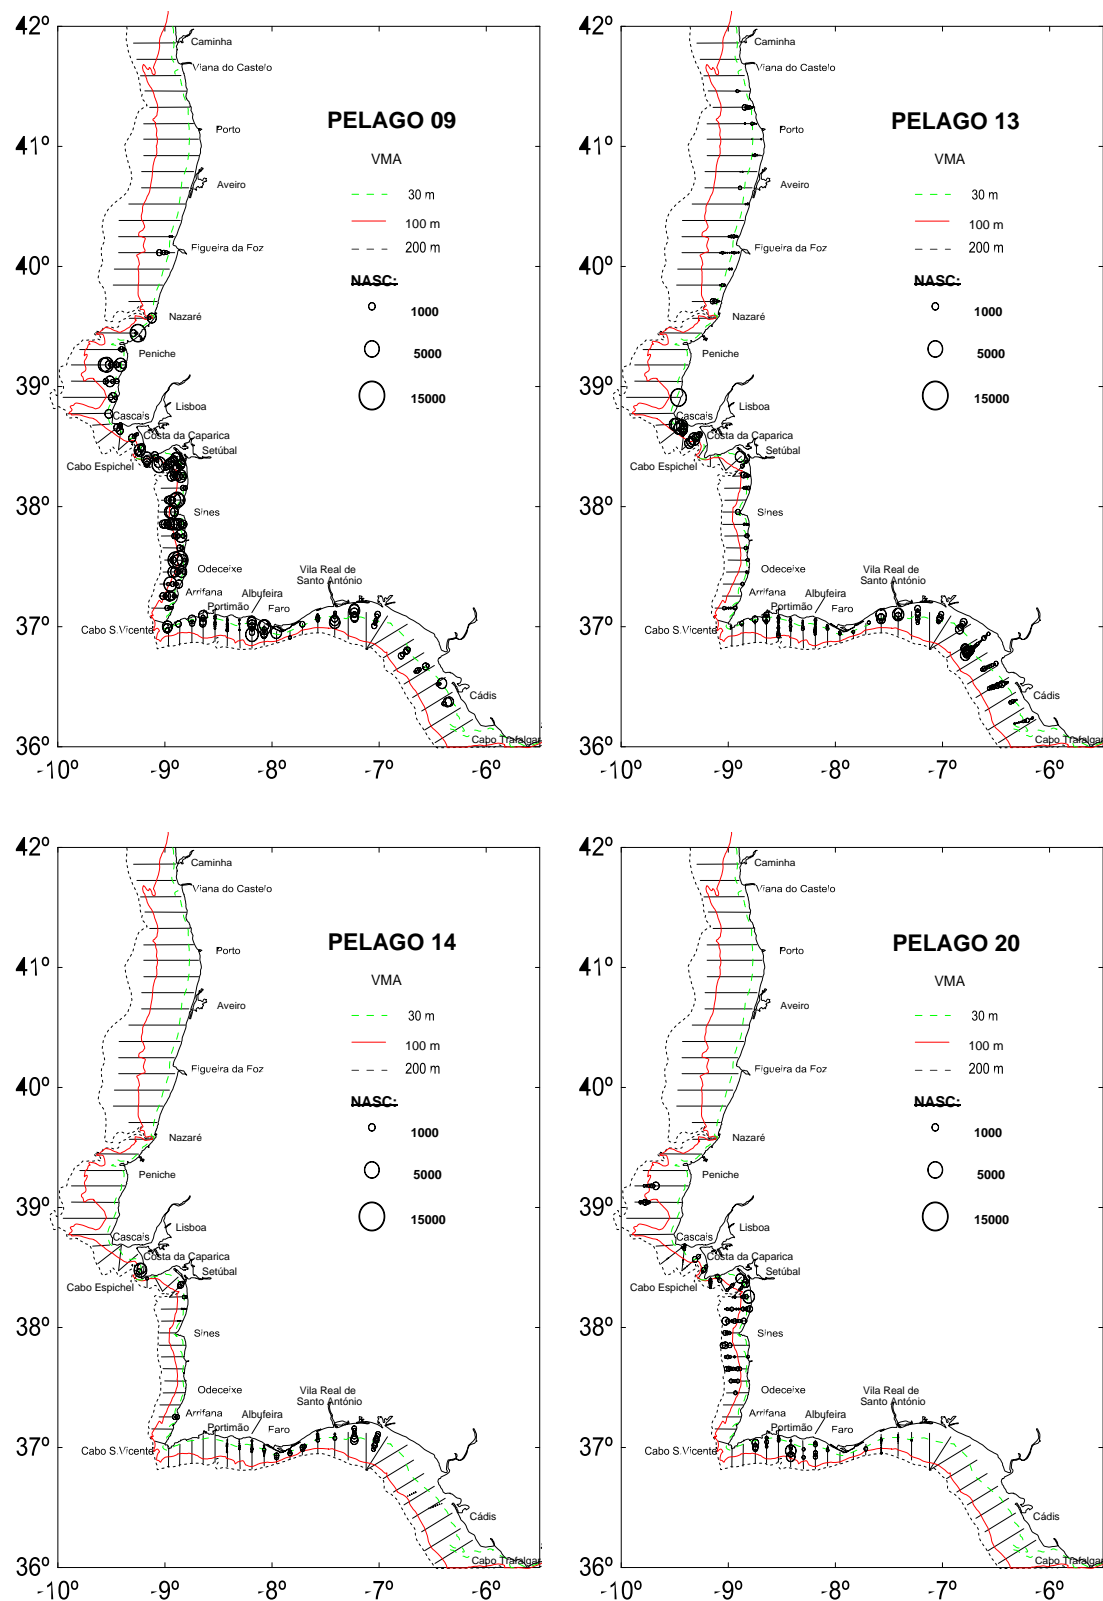 42º
Caminha
Viana do Castelo
PELAGO 09
41º
Porto
VMA
Aveiro
30 m
100 m
Figueira da Foz
200 m
40º
NASC:
Nazaré
1000
Peniche
5000
39º
Lisboa
15000
Cascais
Costa da Caparica
Setúbal
Cabo Espichel
38º
Sines
Odeceixe
Vila Real de
Santo António
Arrifana
Albufeira
Portimão
Faro
37º
Cabo S.Vicente
Cádis
36º
Cabo Trafalgar
-10º
-9º
-8º
-7º
-6º
42º
Caminha
Viana do Castelo
PELAGO 13
41º
Porto
VMA
Aveiro
30 m
100 m
Figueira da Foz
200 m
40º
NASC:
Nazaré
1000
Peniche
5000
39º
Lisboa
15000
Cascais
Costa da Caparica
Setúbal
Cabo Espichel
38º
Sines
Odeceixe
Vila Real de
Santo António
Arrifana
Albufeira
Portimão
Faro
37º
Cabo S.Vicente
Cádis
36º
Cabo Trafalgar
-10º
-9º
-8º
-7º
-6º
42º
Caminha
Viana do Castelo
PELAGO 14
41º
Porto
VMA
Aveiro
30 m
100 m
Figueira da Foz
200 m
40º
NASC:
Nazaré
1000
Peniche
5000
39º
Lisboa
15000
Cascais
Costa da Caparica
Setúbal
Cabo Espichel
38º
Sines
Odeceixe
Vila Real de
Santo António
Arrifana
Albufeira
Portimão
Faro
37º
Cabo S.Vicente
Cádis
36º
Cabo Trafalgar
-10º
-9º
-8º
-7º
-6º
42º
Caminha
Viana do Castelo
PELAGO 20
41º
Porto
VMA
Aveiro
30 m
100 m
Figueira da Foz
200 m
40º
NASC:
Nazaré
1000
Peniche
5000
39º
Lisboa
15000
Cascais
Costa da Caparica
Setúbal
Cabo Espichel
38º
Sines
Odeceixe
Vila Real de
Santo António
Arrifana
Albufeira
Portimão
Faro
37º
Cabo S.Vicente
Cádis
36º
Cabo Trafalgar
-10º
-9º
-8º
-7º
-6º